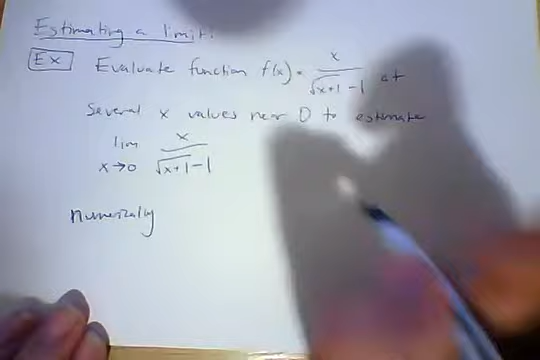 Estimating a limit:
Ex Evaluate function f(x) = x/(√x+1 - 1) at
Several x values near 0 to estimate
lim x→0 x/(√x+1 - 1)
numerically